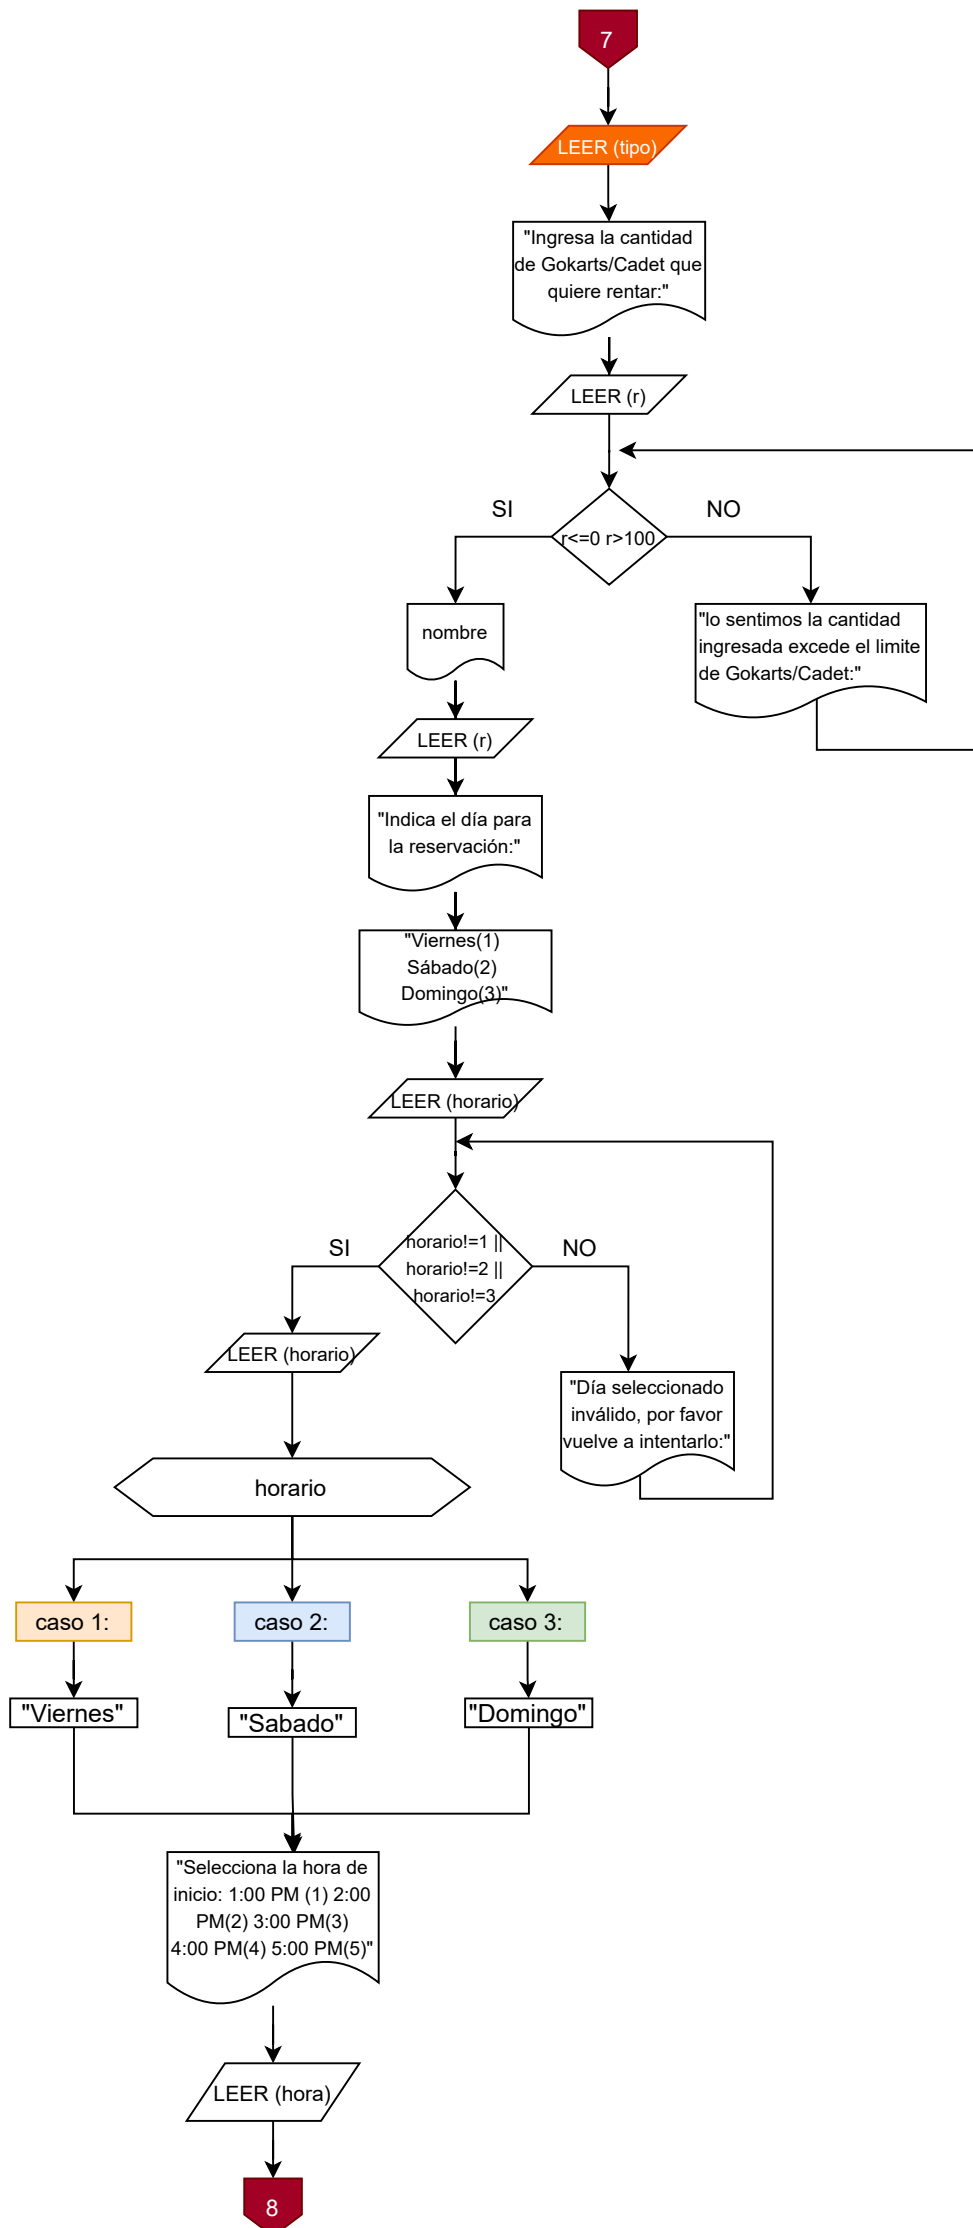 7
LEER (tipo)
"Ingresa la cantidad
de Gokarts/Cadet que
quiere rentar:"
LEER (r)
SI
NO
r<=0 r>100
nombre
"lo sentimos la cantidad
ingresada excede el limite
de Gokarts/Cadet:"
LEER (r)
"Indica el día para
la reservación:"
"Viernes(1)
Sábado(2)
Domingo(3)"
LEER (horario)
SI
NO
horario!=1 ||
horario!=2 ||
horario!=3
LEER (horario)
"Día seleccionado
inválido, por favor
vuelve a intentarlo:"
horario
caso 1:
caso 2:
caso 3:
"Viernes"
"Sabado"
"Domingo"
"Selecciona la hora de
inicio: 1:00 PM (1) 2:00
PM(2) 3:00 PM(3)
4:00 PM(4) 5:00 PM(5)"
LEER (hora)
8